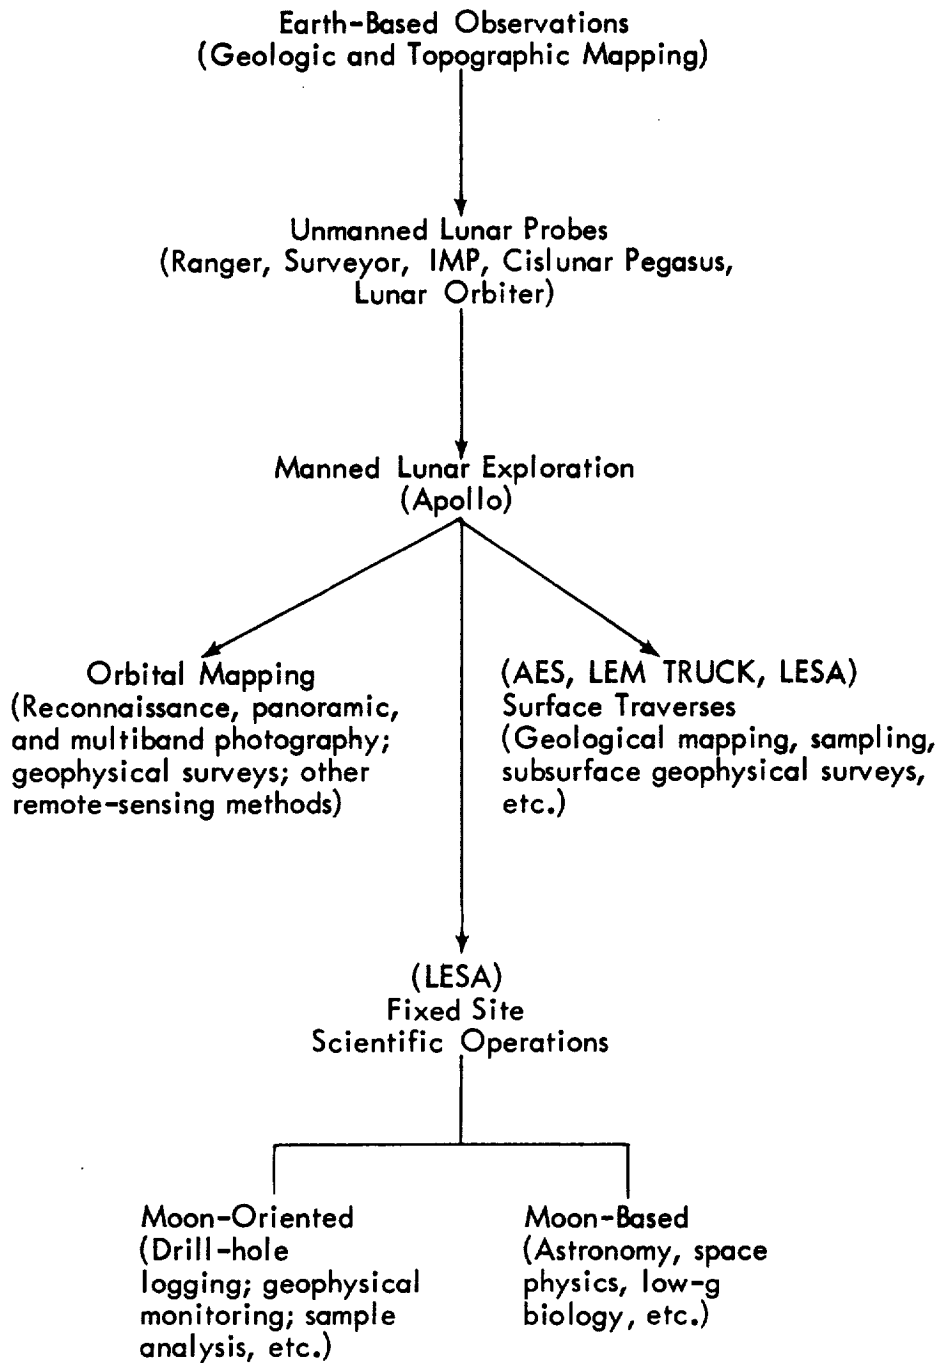 Earth-Based Observations
(Geologic and Topographic Mapping)
Unmanned Lunar Probes
(Ranger, Surveyor, IMP, Cislunar Pegasus,
Lunar Orbiter)
Manned Lunar Exploration
(Apollo)
Orbital Mapping
(Reconnaissance, panoramic,
and multiband photography;
geophysical surveys; other
remote-sensing methods)
(AES, LEM TRUCK, LESA)
Surface Traverses
(Geological mapping, sampling,
subsurface geophysical surveys,
etc.)
(LESA)
Fixed Site
Scientific Operations
Moon-Oriented
(Drill-hole
logging; geophysical
monitoring; sample
analysis, etc.)
Moon-Based
(Astronomy, space
physics, low-g
biology, etc.)